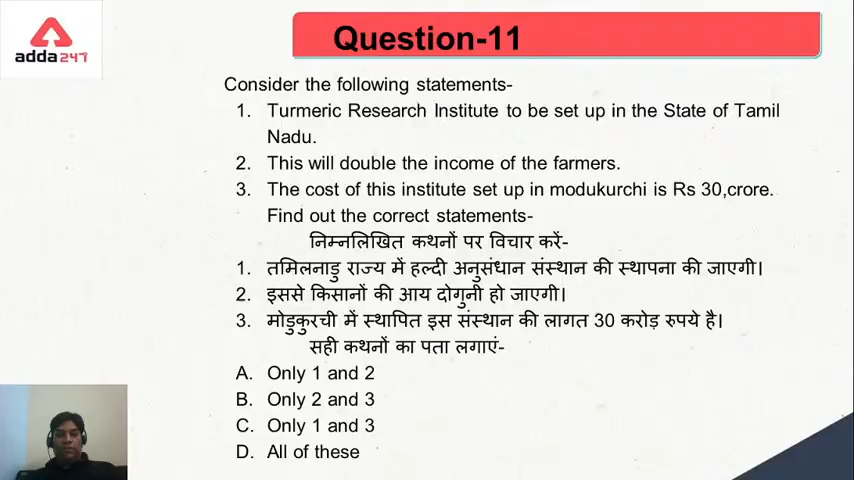 adda247
Question-11
Consider the following statements-
1. Turmeric Research Institute to be set up in the State of Tamil
Nadu.
2. This will double the income of the farmers.
3. The cost of this institute set up in modukurchi is Rs 30,crore.
Find out the correct statements-
निम्नलिखित कथनों पर विचार करें-
1. तमिलनाडु राज्य में हल्दी अनुसंधान संस्थान की स्थापना की जाएगी।
2. इससे किसानों की आय दोगुनी हो जाएगी।
3. मोडुकुरची में स्थापित इस संस्थान की लागत 30 करोड़ रुपये है।
सही कथनों का पता लगाएं-
A. Only 1 and 2
B. Only 2 and 3
C. Only 1 and 3
D. All of these